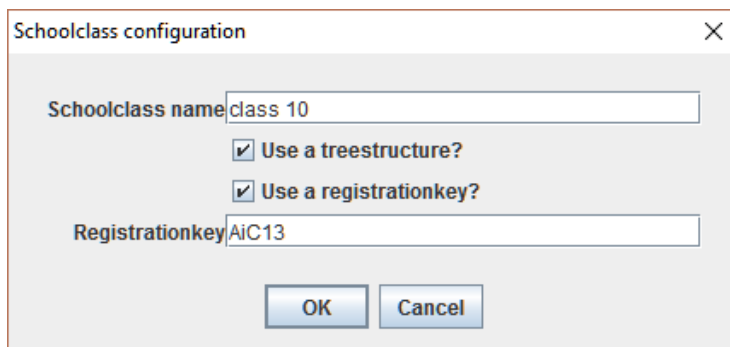 Schoolclass configuration
Schoolclass name class 10
Use a treestructure?
Use a registrationkey?
Registrationkey AiC13
OK Cancel